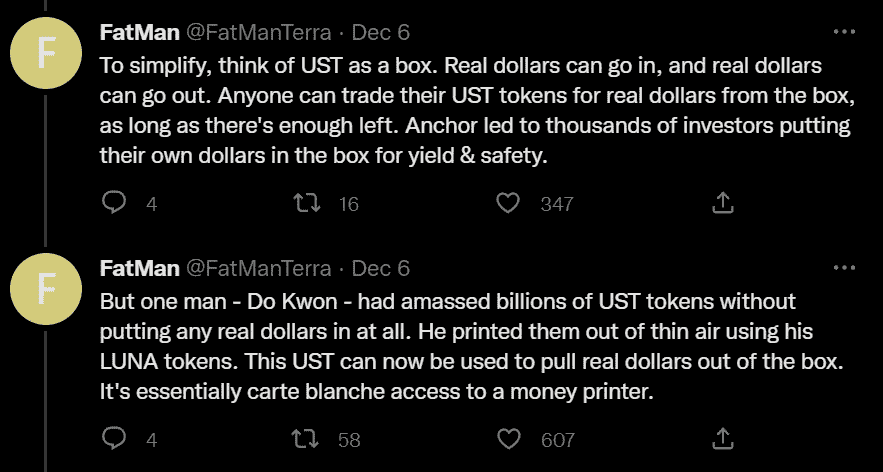 F
FatMan @FatManTerra · Dec 6
To simplify, think of UST as a box. Real dollars can go in, and real dollars
can go out. Anyone can trade their UST tokens for real dollars from the box,
as long as there's enough left. Anchor led to thousands of investors putting
their own dollars in the box for yield & safety.
4 16 347
F
FatMan @FatManTerra · Dec 6
But one man - Do Kwon - had amassed billions of UST tokens without
putting any real dollars in at all. He printed them out of thin air using his
LUNA tokens. This UST can now be used to pull real dollars out of the box.
It's essentially carte blanche access to a money printer.
4 58 607